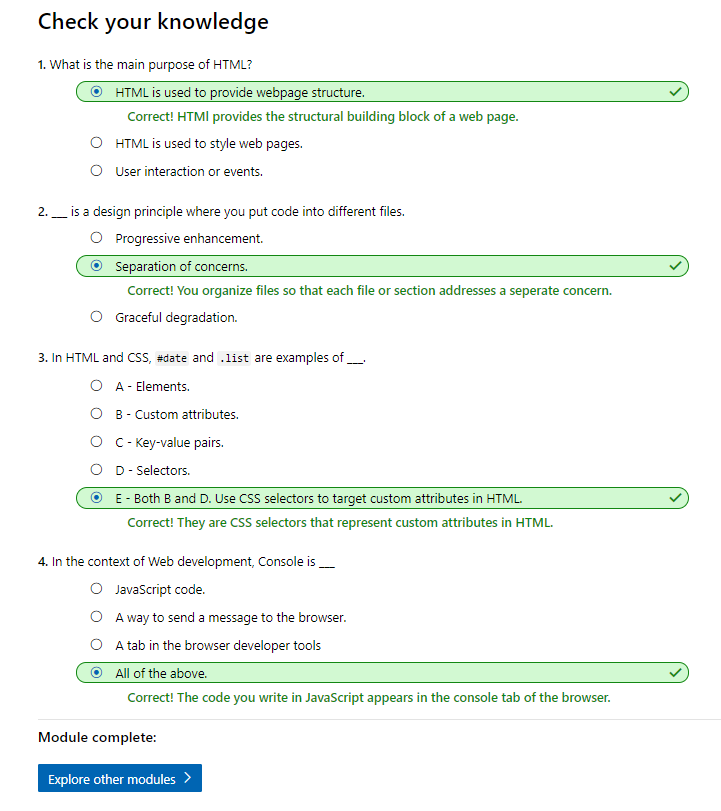 Check your knowledge
1. What is the main purpose of HTML?
HTML is used to provide webpage structure.
Correct! HTMl provides the structural building block of a web page.
HTML is used to style web pages.
User interaction or events.
2. ___ is a design principle where you put code into different files.
Progressive enhancement.
Separation of concerns.
Correct! You organize files so that each file or section addresses a seperate concern.
Graceful degradation.
3. In HTML and CSS, #date and .list are examples of ___.
A - Elements.
B - Custom attributes.
C - Key-value pairs.
D - Selectors.
E - Both B and D. Use CSS selectors to target custom attributes in HTML.
Correct! They are CSS selectors that represent custom attributes in HTML.
4. In the context of Web development, Console is ___
JavaScript code.
A way to send a message to the browser.
A tab in the browser developer tools
All of the above.
Correct! The code you write in JavaScript appears in the console tab of the browser.
Module complete:
Explore other modules